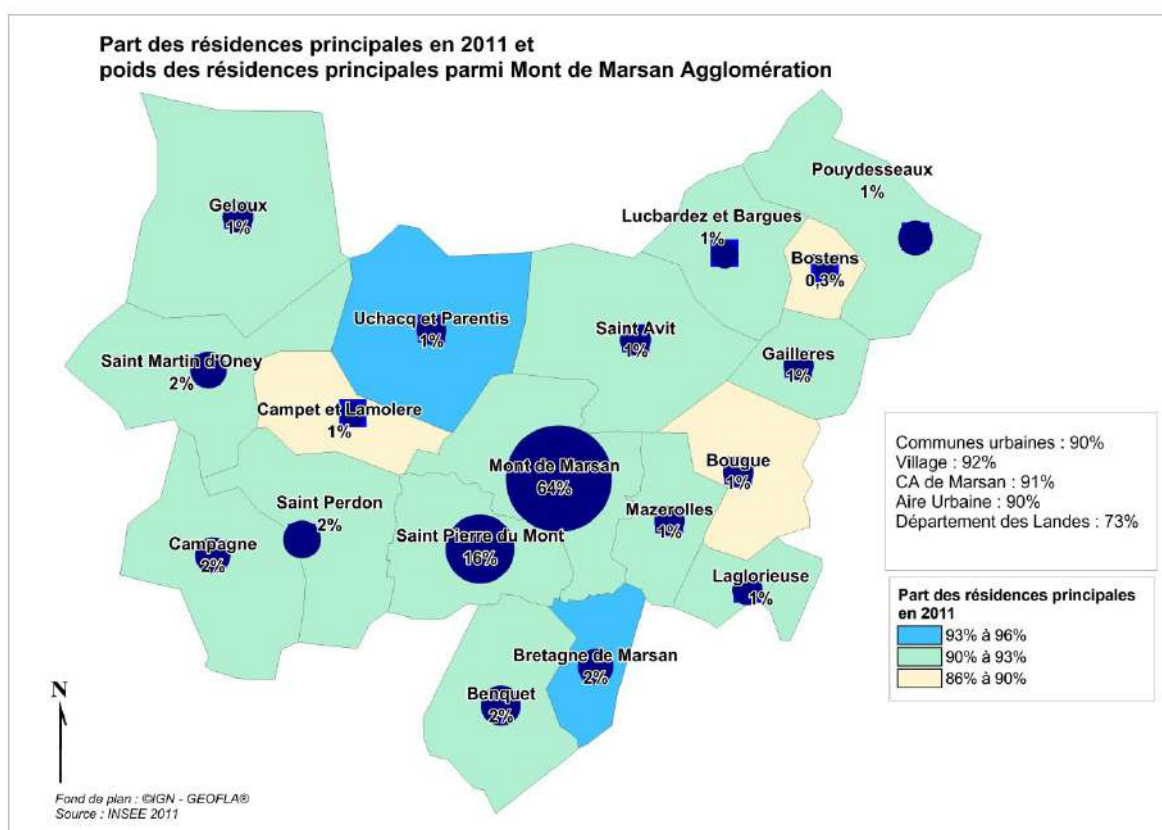 Part des résidences principales en 2011 et
poids des résidences principales parmi Mont de Marsan Agglomération
Pouydesseaux
1%
Geloux
1%
Lucbardez et Bargues
1%
Bostens
0,3%
Uchacq et Parentis
1%
Saint Avit
1%
Gailleres
1%
Saint Martin d'Oney
2%
Campet et Lamolere
1%
Mont de Marsan
64%
Bougue
1%
Saint Perdon
2%
Mazerolles
1%
Saint Pierre du Mont
16%
Campagne
2%
Laglorieuse
1%
Bretagne de Marsan
2%
Benquet
2%
Communes urbaines : 90%
Village : 92%
CA de Marsan : 91%
Aire Urbaine : 90%
Département des Landes : 73%
Part des résidences principales
en 2011
93% à 96%
90% à 93%
86% à 90%
N
Fond de plan : ©IGN - GEOFLA®
Source : INSEE 2011